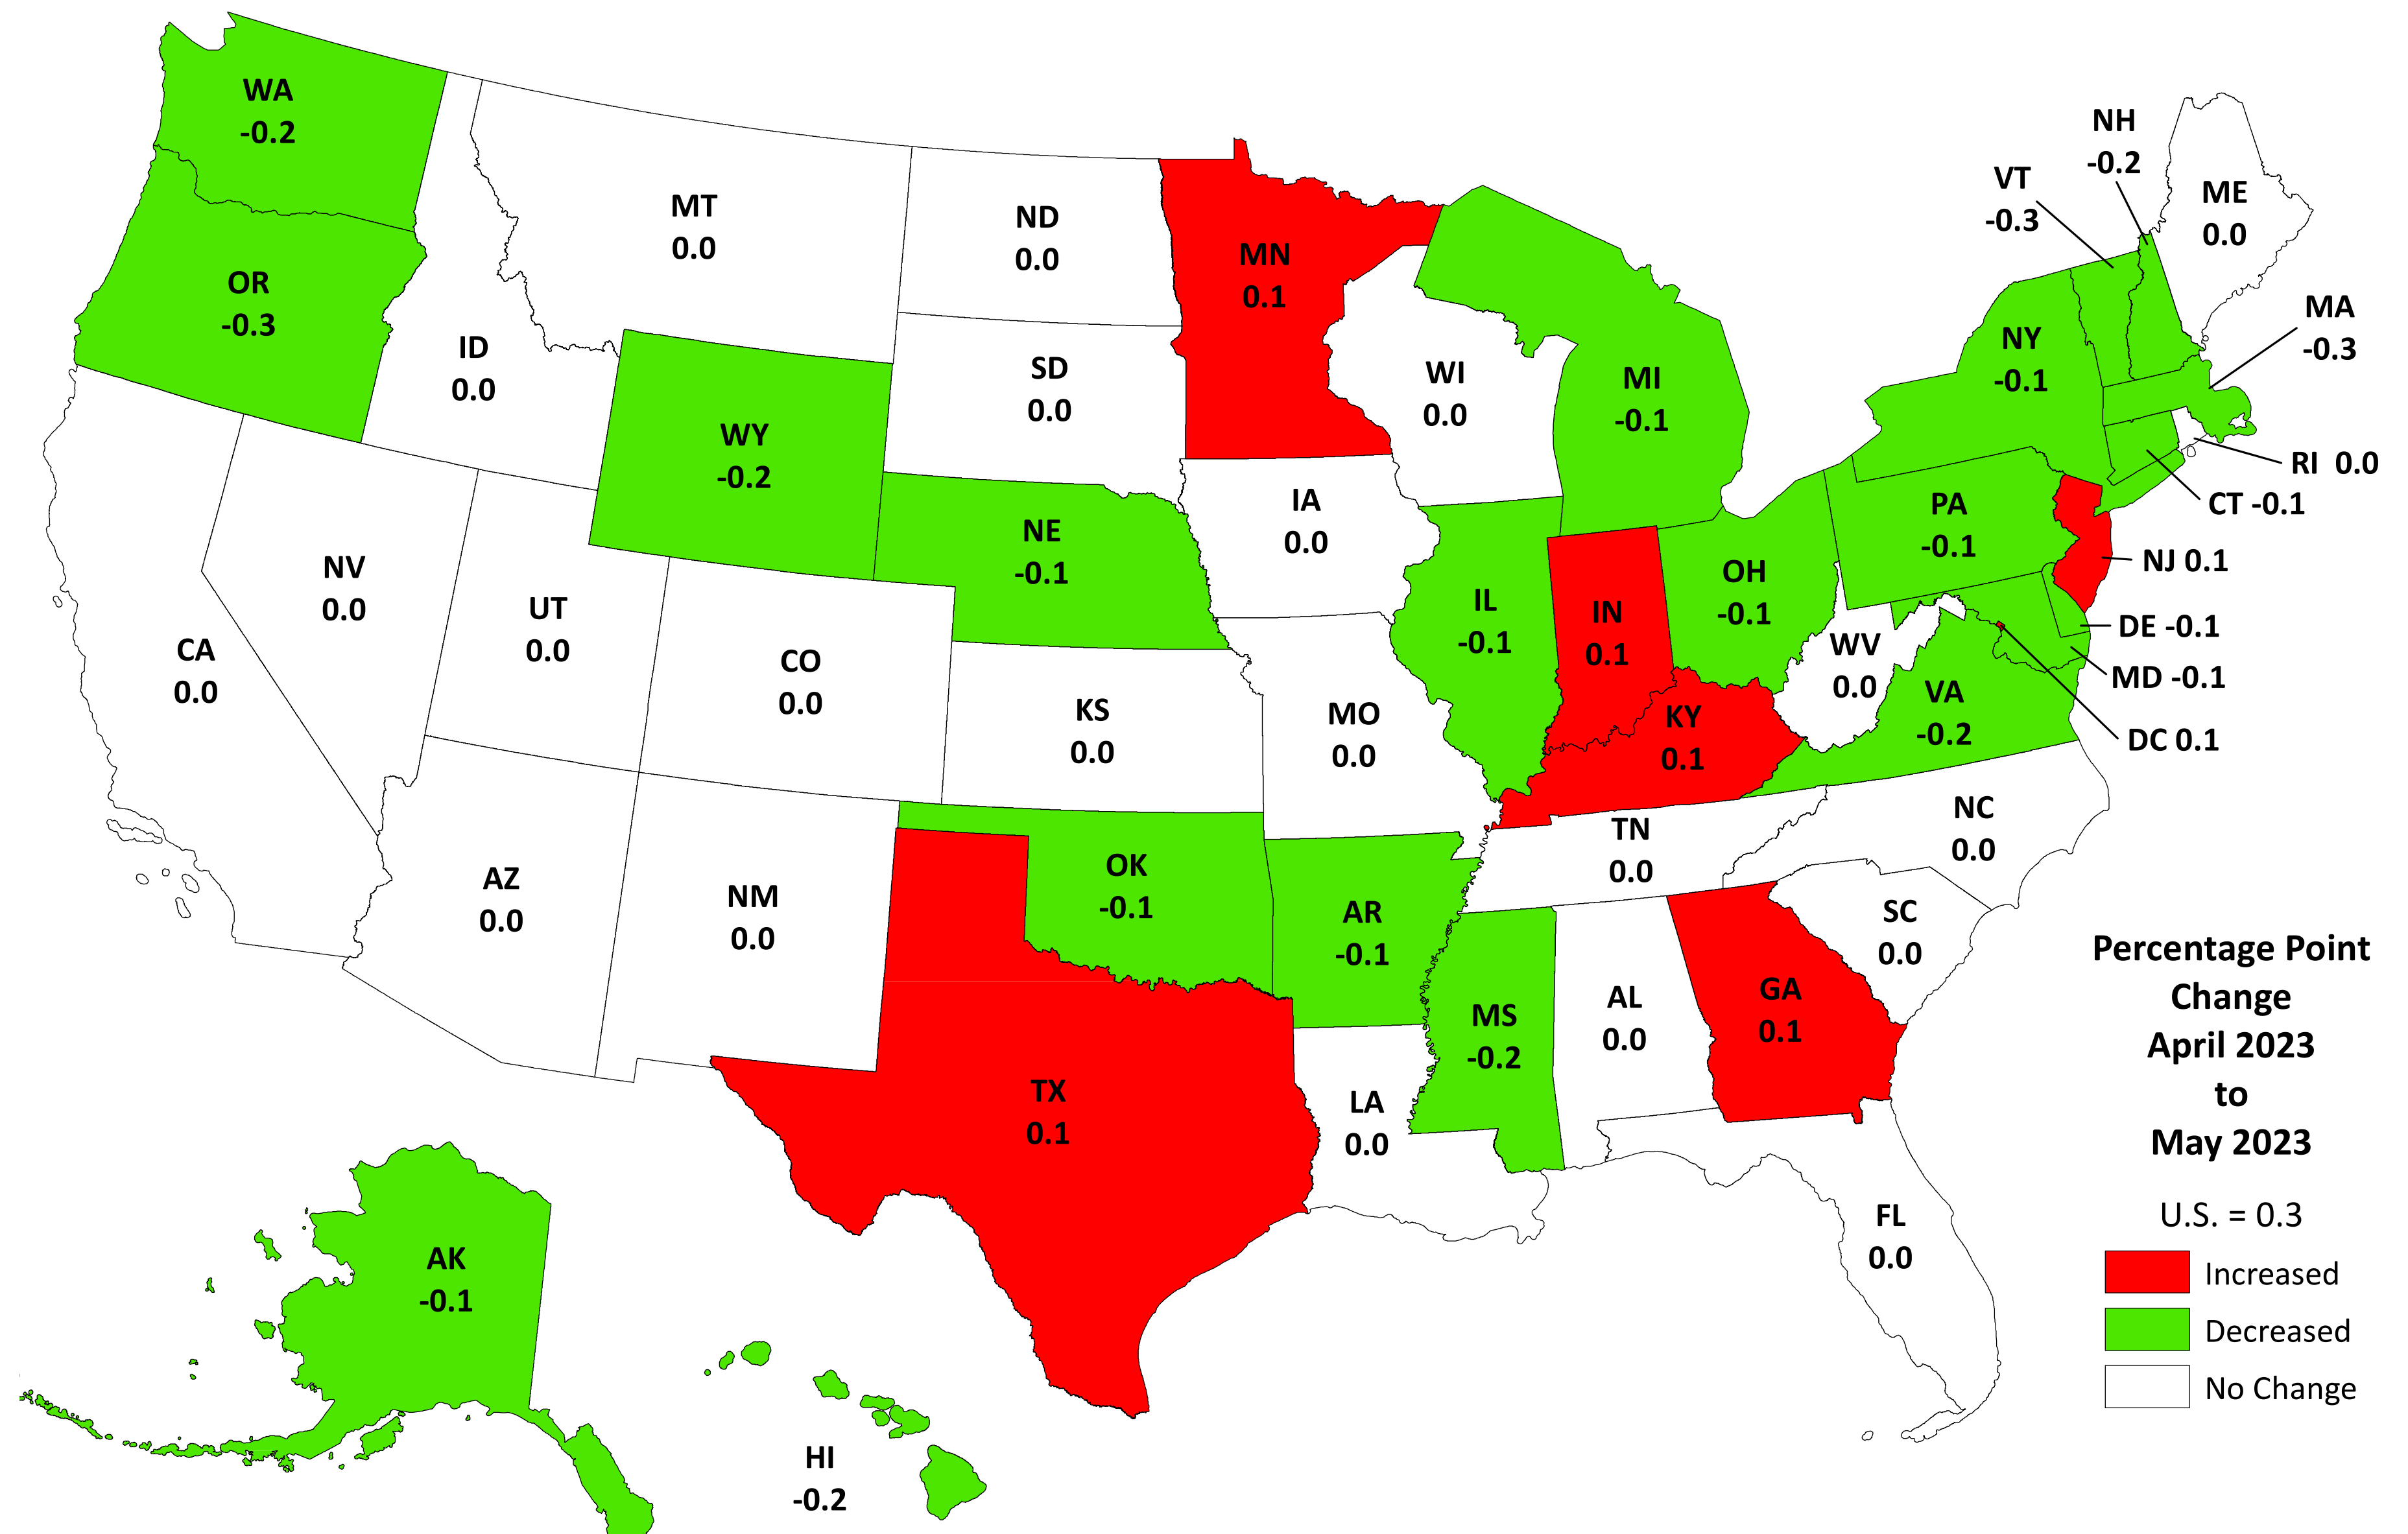 WA
-0.2
OR
-0.3
CA
0.0
NV
0.0
ID
0.0
MT
0.0
WY
-0.2
UT
0.0
CO
0.0
AZ
0.0
NM
0.0
ND
0.0
SD
0.0
NE
-0.1
KS
0.0
OK
-0.1
TX
0.1
MN
0.1
IA
0.0
MO
0.0
AR
-0.1
LA
0.0
WI
0.0
IL
-0.1
MI
-0.1
IN
0.1
OH
-0.1
KY
0.1
TN
0.0
MS
-0.2
AL
0.0
GA
0.1
FL
0.0
SC
0.0
NC
0.0
WV
0.0
VA
-0.2
PA
-0.1
NY
-0.1
VT
-0.3
NH
-0.2
ME
0.0
MA
-0.3
RI 0.0
CT -0.1
NJ 0.1
DE -0.1
MD -0.1
DC 0.1
AK
-0.1
HI
-0.2
Percentage Point
Change
April 2023
to
May 2023
U.S. = 0.3
Increased
Decreased
No Change